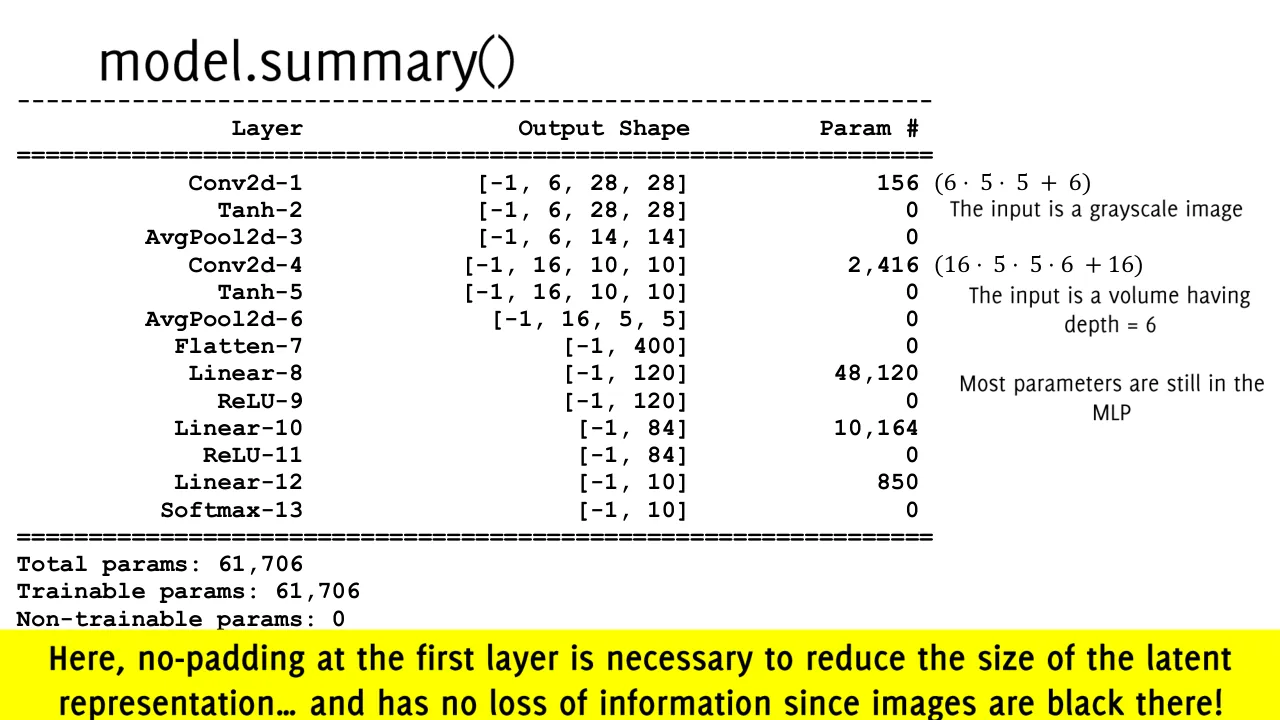 model.summary()
----------------------------------------------------------------
Layer Output Shape Param #
================================================================
Conv2d-1 [-1, 6, 28, 28] 156 (6 · 5 · 5 + 6)
Tanh-2 [-1, 6, 28, 28] 0 The input is a grayscale image
AvgPool2d-3 [-1, 6, 14, 14] 0
Conv2d-4 [-1, 16, 10, 10] 2,416 (16 · 5 · 5 · 6 + 16)
Tanh-5 [-1, 16, 10, 10] 0 The input is a volume having
AvgPool2d-6 [-1, 16, 5, 5] 0 depth = 6
Flatten-7 [-1, 400] 0
Linear-8 [-1, 120] 48,120 Most parameters are still in the
ReLU-9 [-1, 120] 0 MLP
Linear-10 [-1, 84] 10,164
ReLU-11 [-1, 84] 0
Linear-12 [-1, 10] 850
Softmax-13 [-1, 10] 0
================================================================
Total params: 61,706
Trainable params: 61,706
Non-trainable params: 0
Here, no-padding at the first layer is necessary to reduce the size of the latent
representation... and has no loss of information since images are black there!